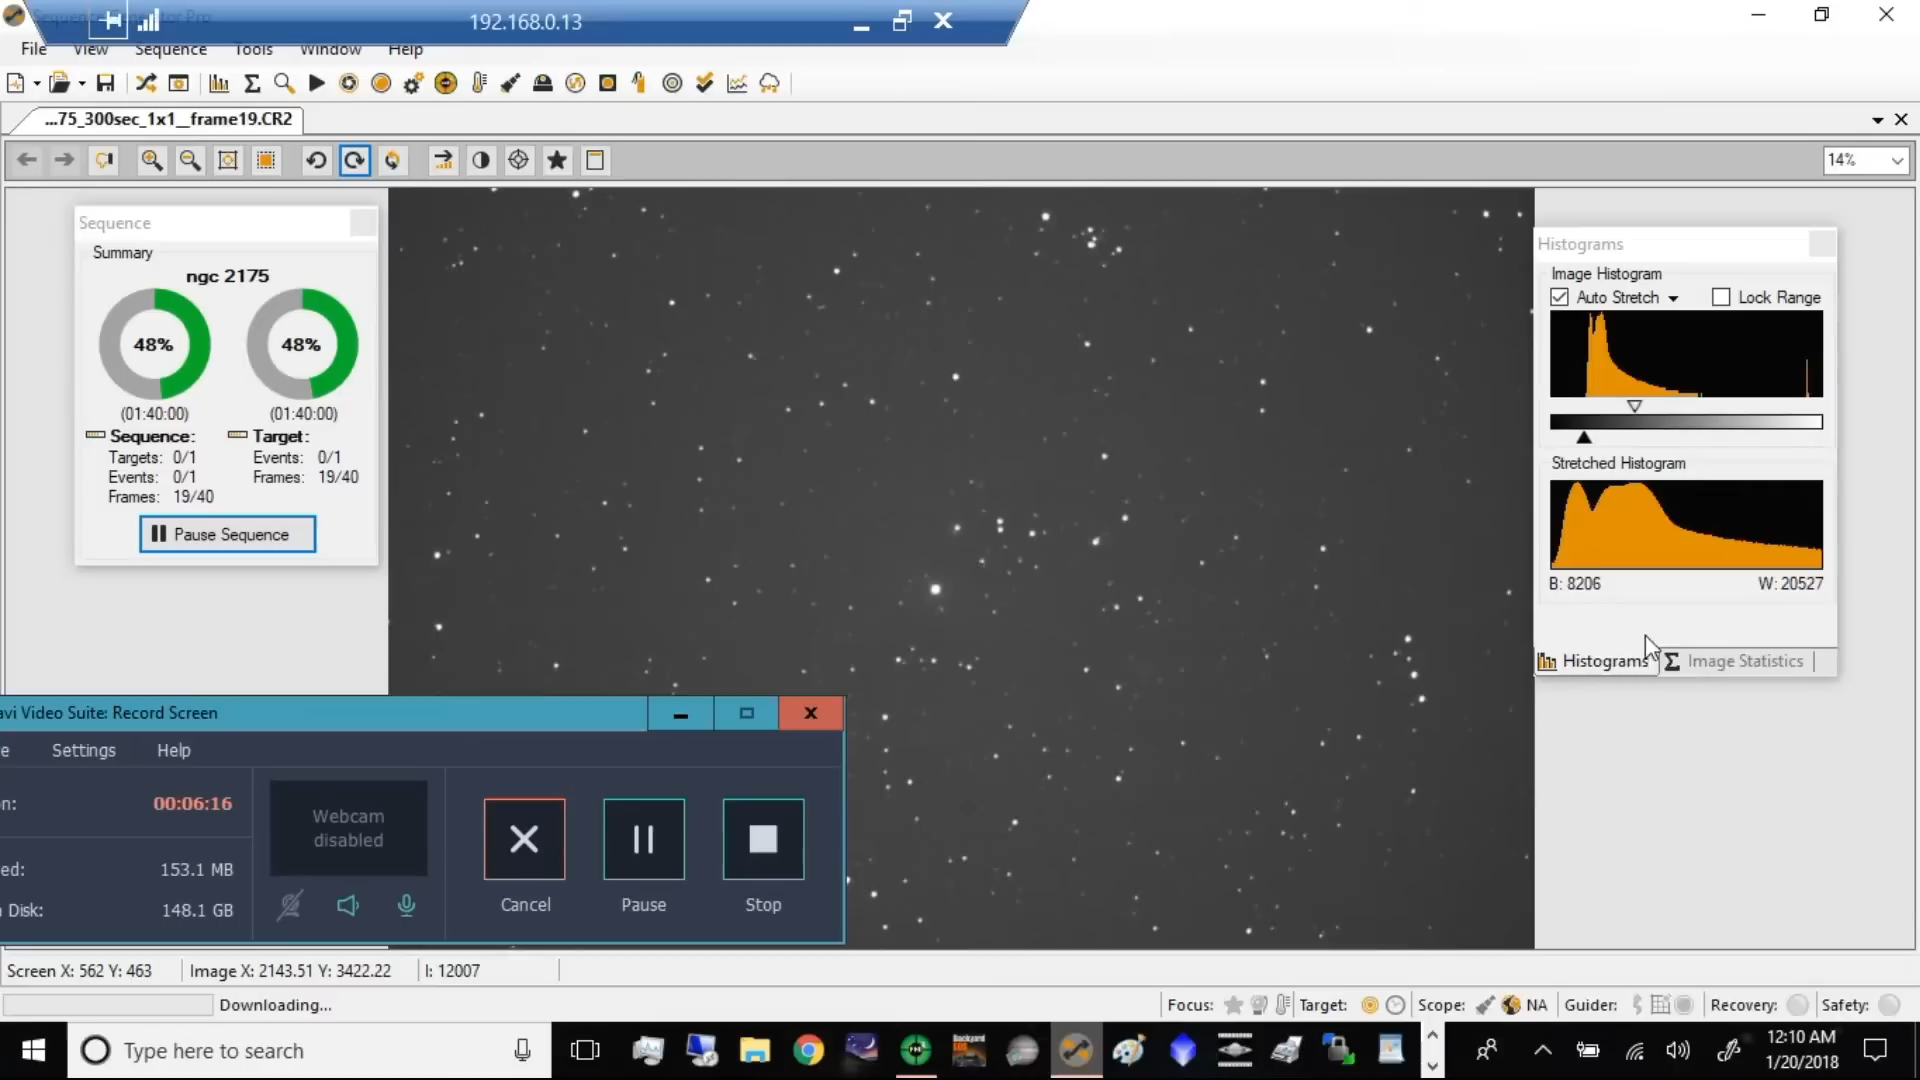 192.168.0.13
File View Sequence Tools Window Help
...75_300sec_1x1__frame19.CR2
14%
Sequence
Summary
ngc 2175
48% 48%
(01:40:00) (01:40:00)
Sequence: Target:
Targets: 0/1 Events: 0/1
Events: 0/1 Frames: 19/40
Frames: 19/40
Pause Sequence
Histograms
Image Histogram
Auto Stretch Lock Range
Stretched Histogram
B: 8206 W: 20527
Histograms Image Statistics
avi Video Suite: Record Screen
Settings Help
00:06:16
Webcam
disabled
153.1 MB
Disk: 148.1 GB
Cancel Pause Stop
Screen X: 562 Y: 463 Image X: 2143.51 Y: 3422.22 I: 12007
Downloading...
Focus: Target: Scope: NA Guider: Recovery: Safety:
Type here to search
12:10 AM
1/20/2018